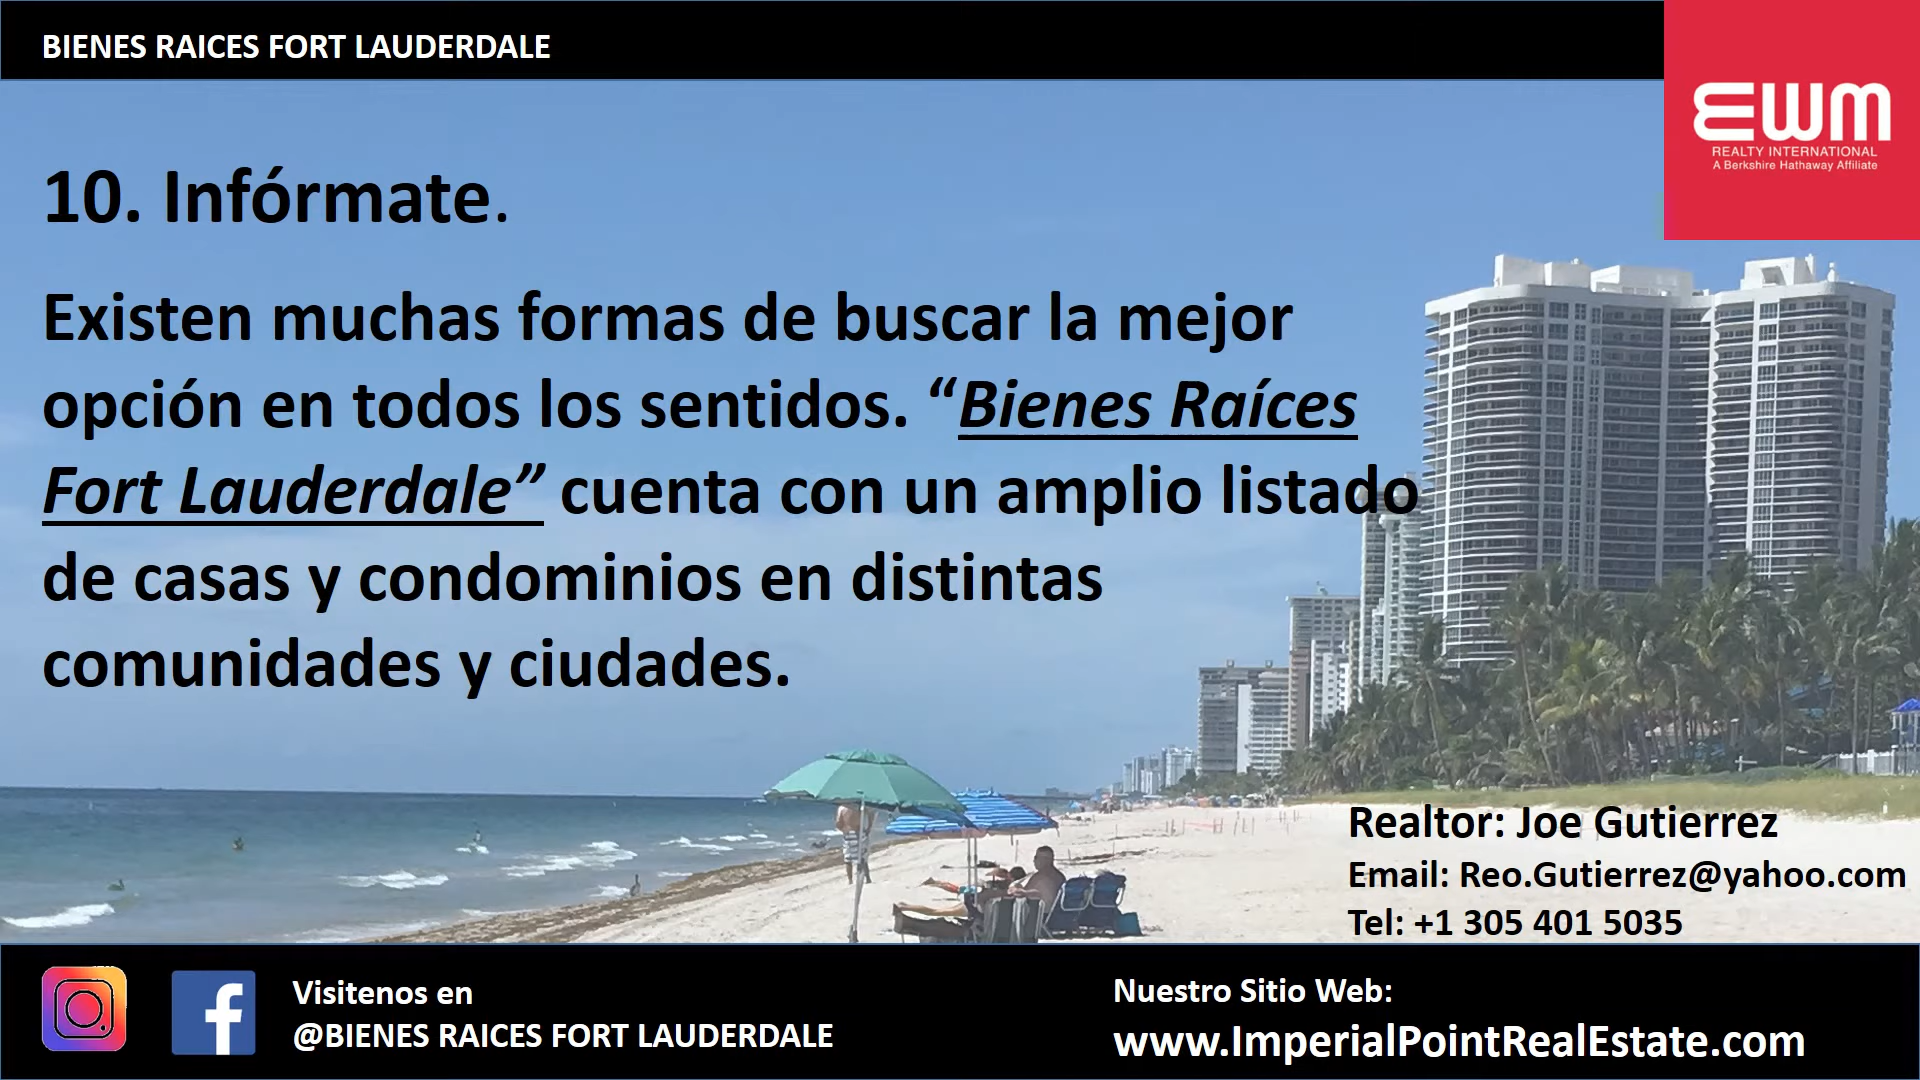 BIENES RAICES FORT LAUDERDALE
EWM
REALTY INTERNATIONAL
A Berkshire Hathaway Affiliate
10. Infórmate.
Existen muchas formas de buscar la mejor
opción en todos los sentidos. “Bienes Raíces
Fort Lauderdale” cuenta con un amplio listado
de casas y condominios en distintas
comunidades y ciudades.
Realtor: Joe Gutierrez
Email: Reo.Gutierrez@yahoo.com
Tel: +1 305 401 5035
Visitenos en
@BIENES RAICES FORT LAUDERDALE
Nuestro Sitio Web:
www.ImperialPointRealEstate.com